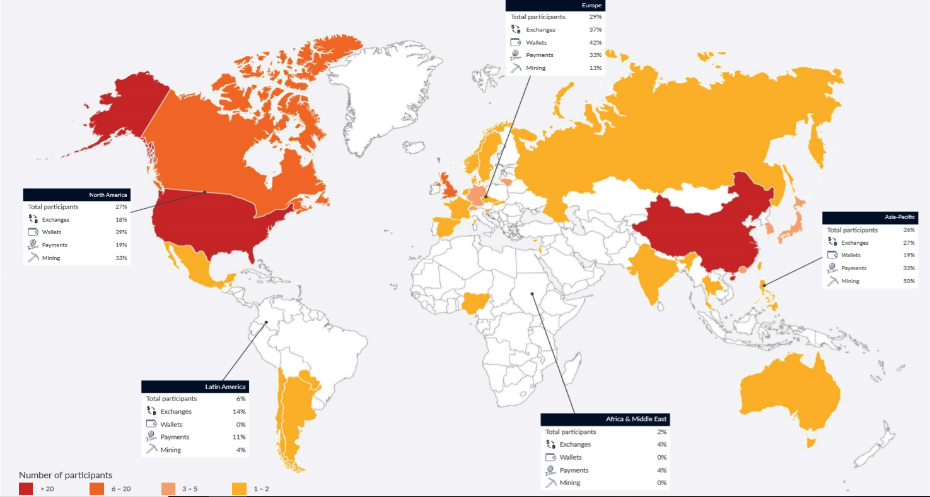 Europe
Total participants 29%
Exchanges 37%
Wallets 42%
Payments 33%
Mining 13%
North America
Total participants 27%
Exchanges 18%
Wallets 39%
Payments 19%
Mining 33%
Asia-Pacific
Total participants 36%
Exchanges 27%
Wallets 19%
Payments 33%
Mining 50%
Latin America
Total participants 6%
Exchanges 14%
Wallets 0%
Payments 11%
Mining 4%
Africa & Middle East
Total participants 2%
Exchanges 4%
Wallets 0%
Payments 4%
Mining 0%
Number of participants
>20 6 – 20 3 – 5 1 – 2